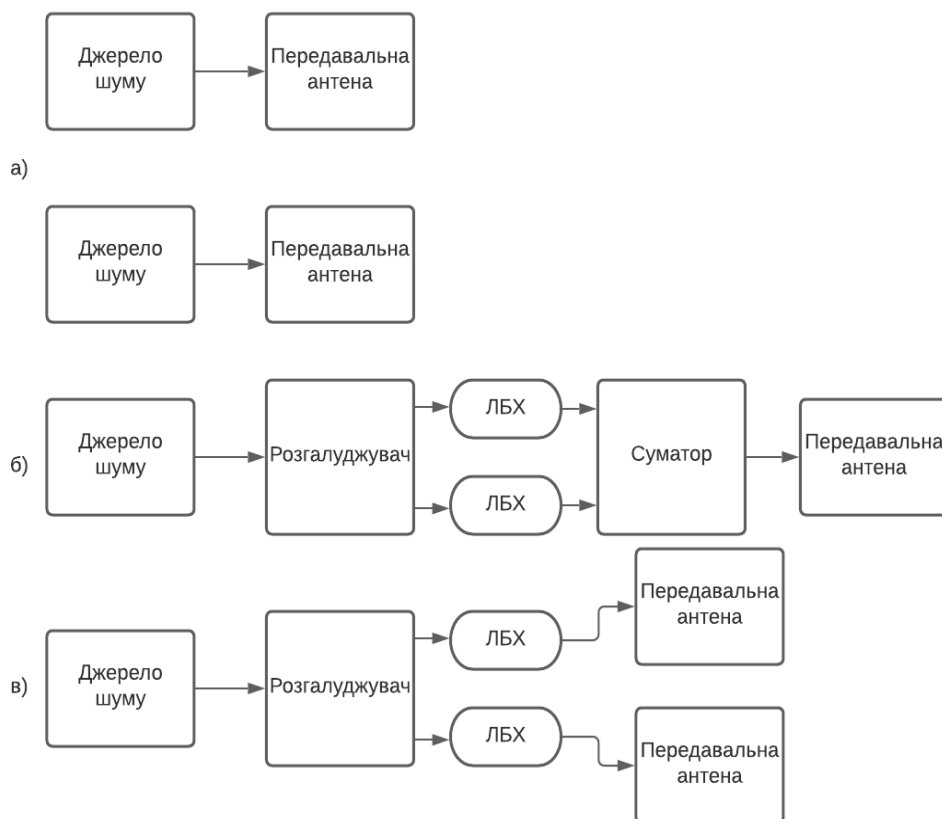 Джерело
шуму
Передавальна
антена
а)
Джерело
шуму
Передавальна
антена
б)
Джерело
шуму
Розгалуджувач
ЛБХ
ЛБХ
Суматор
Передавальна
антена
в)
Джерело
шуму
Розгалуджувач
ЛБХ
ЛБХ
Передавальна
антена
Передавальна
антена